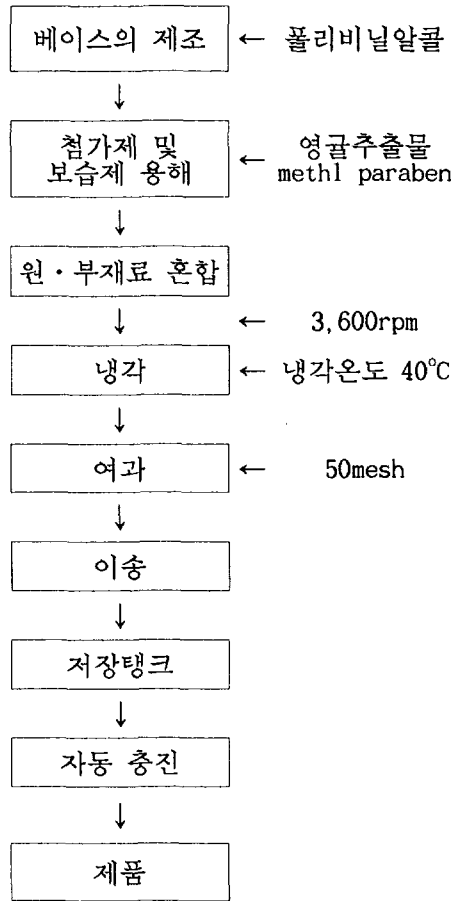 베이스의 제조 ← 폴리비닐알콜
↓
첨가제 및 ← 영귤추출물
보습제 용해 methl paraben
↓
원·부재료 혼합
↓ ← 3,600rpm
냉각 ← 냉각온도 40°C
↓
여과 ← 50mesh
↓
이송
↓
저장탱크
↓
자동 충진
↓
제품